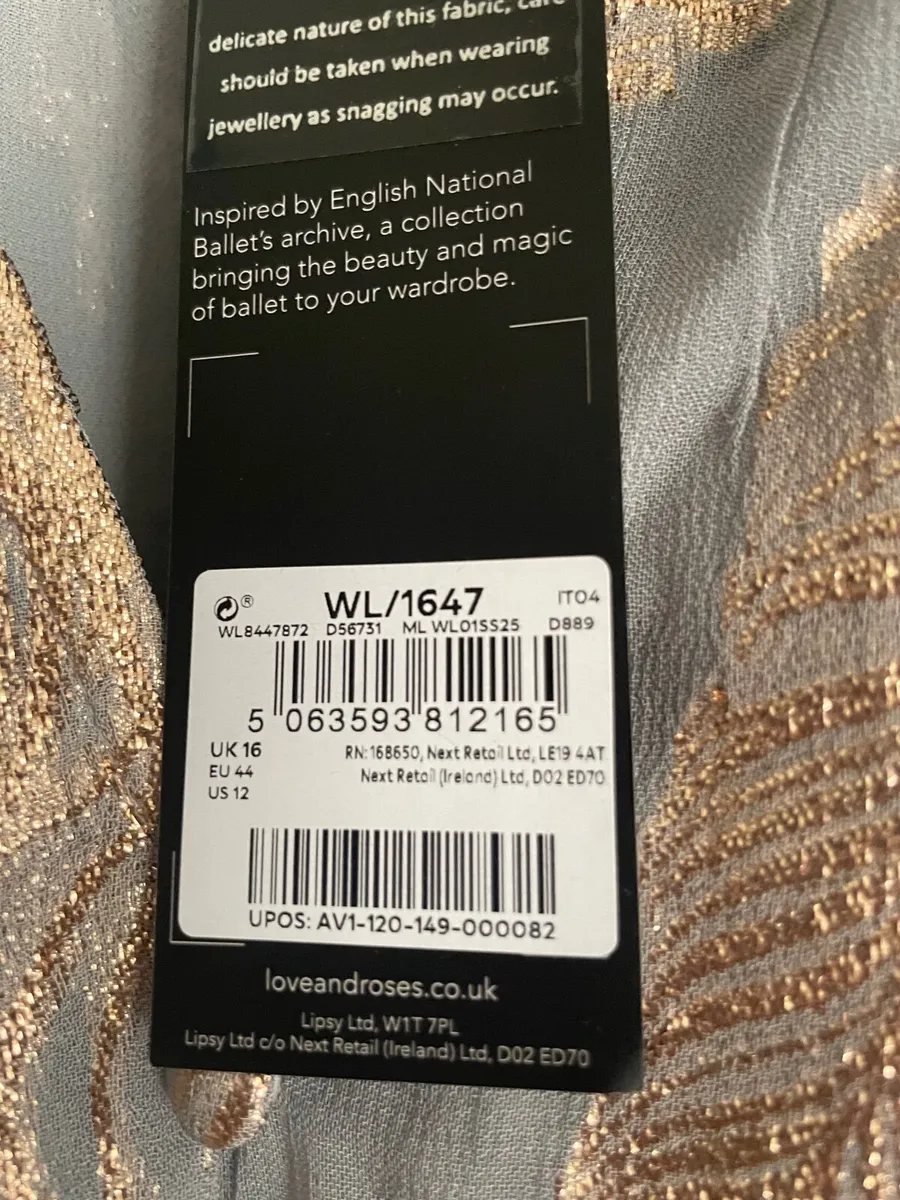 delicate nature of this fabric, care
should be taken when wearing
jewellery as snagging may occur.
Inspired by English National
Ballet's archive, a collection
bringing the beauty and magic
of ballet to your wardrobe.
® WL/1647 IT04
WL8447872 D56731 ML WL01SS25 D889
5 063593 812165
UK 16
EU 44
US 12
RN: 168650, Next Retail Ltd, LE19 4AT
Next Retail (Ireland) Ltd, D02 ED70
UPOS: AV1-120-149-000082
loveandroses.co.uk
Lipsy Ltd, W1T 7PL
Lipsy Ltd c/o Next Retail (Ireland) Ltd, D02 ED70